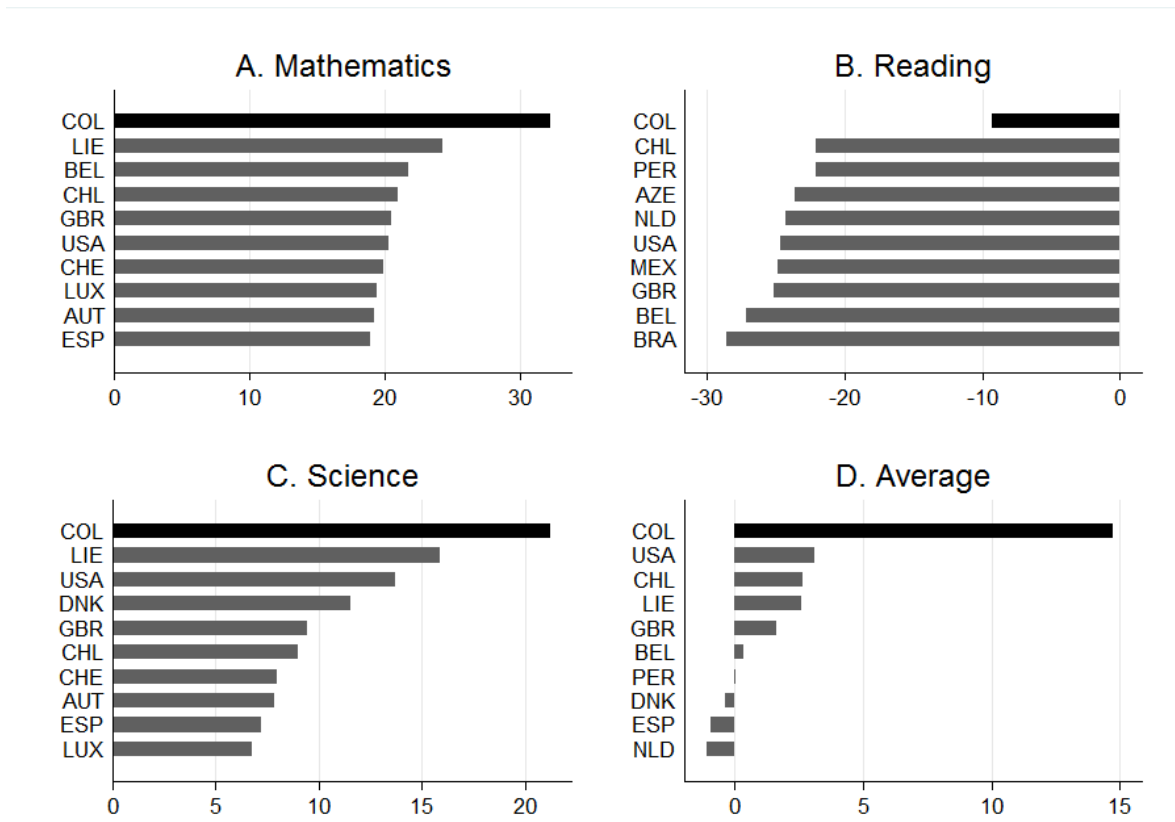 A. Mathematics
COL
LIE
BEL
CHL
GBR
USA
CHE
LUX
AUT
ESP
0 10 20 30
B. Reading
COL
CHL
PER
AZE
NLD
USA
MEX
GBR
BEL
BRA
-30 -20 -10 0
C. Science
COL
LIE
USA
DNK
GBR
CHL
CHE
AUT
ESP
LUX
0 5 10 15 20
D. Average
COL
USA
CHL
LIE
GBR
BEL
PER
DNK
ESP
NLD
0 5 10 15